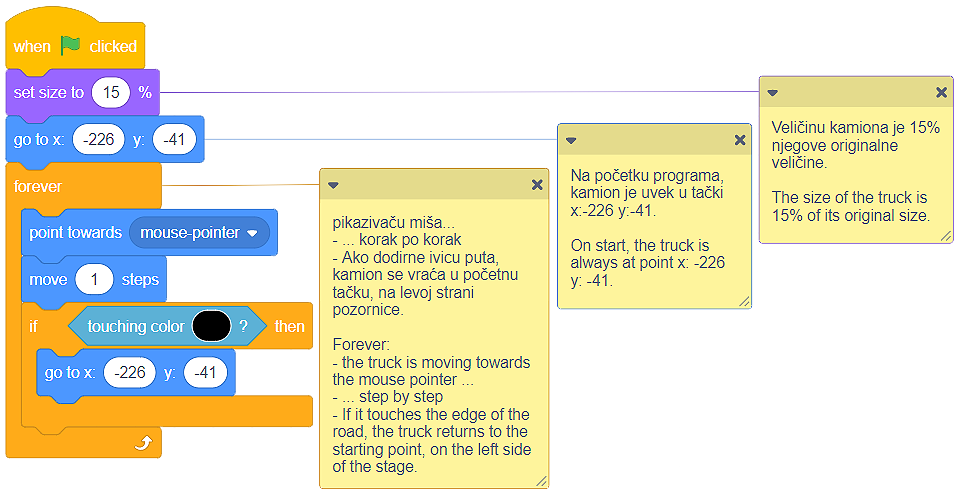 when clicked
set size to 15 %
go to x: -226 y: -41
forever
point towards mouse-pointer
move 1 steps
if touching color ? then
go to x: -226 y: -41
pikazivaču miša...
- ... korak po korak
- Ako dodirne ivicu puta,
kamion se vraća u početnu
tačku, na levoj strani
pozornice.
Forever:
- the truck is moving towards
the mouse pointer ...
- ... step by step
- If it touches the edge of the
road, the truck returns to the
starting point, on the left side
of the stage.
Na početku programa,
kamion je uvek u tački
x:-226 y:-41.
On start, the truck is
always at point x: -226
y: -41.
Veličinu kamiona je 15%
njegove originalne
veličine.
The size of the truck is
15% of its original size.